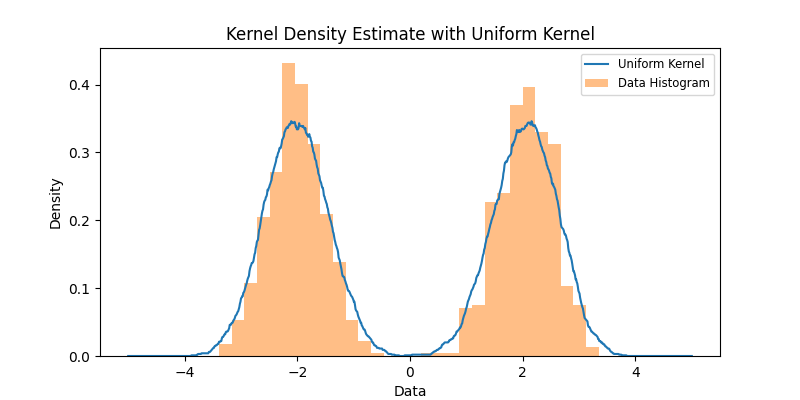 Kernel Density Estimate with Uniform Kernel
Uniform Kernel
Data Histogram
0.4
0.3
0.2
0.1
0.0
Density
−4
−2
0
2
4
Data